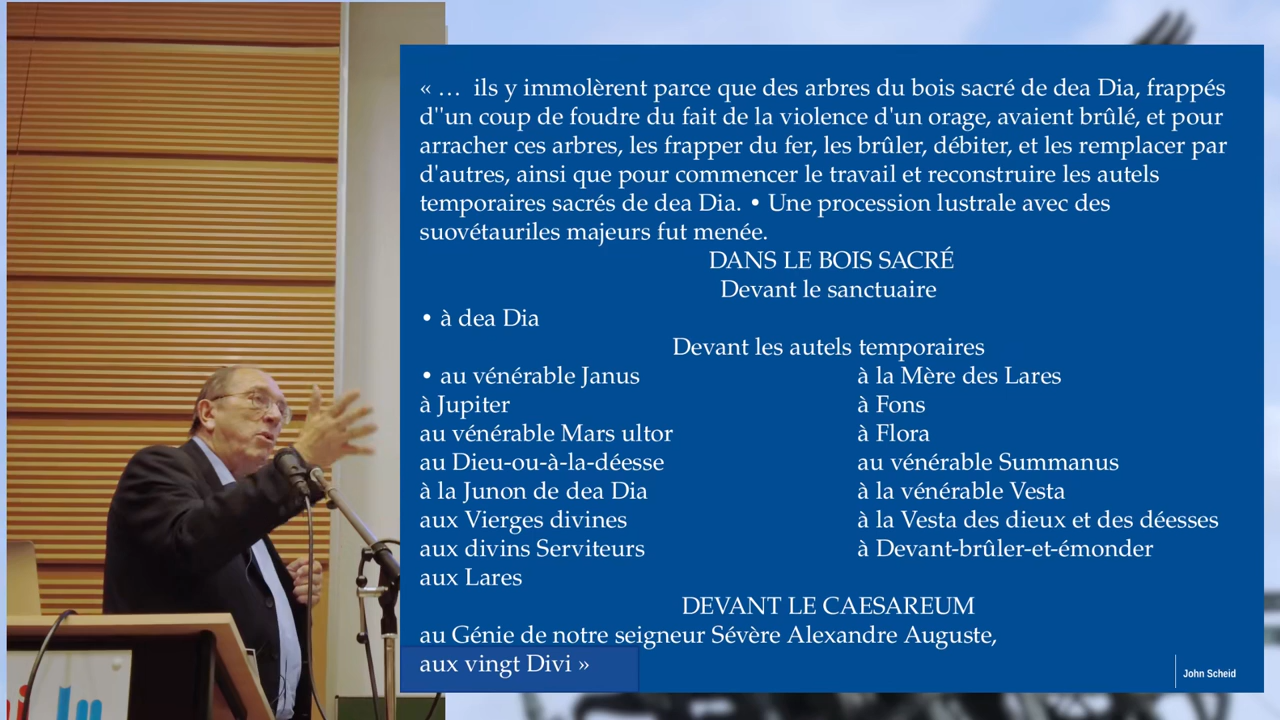 « … ils y immolèrent parce que des arbres du bois sacré de dea Dia, frappés
d''un coup de foudre du fait de la violence d'un orage, avaient brûlé, et pour
arracher ces arbres, les frapper du fer, les brûler, débiter, et les remplacer par
d'autres, ainsi que pour commencer le travail et reconstruire les autels
temporaires sacrés de dea Dia. • Une procession lustrale avec des
suovétauriles majeurs fut menée.
DANS LE BOIS SACRÉ
Devant le sanctuaire
• à dea Dia
Devant les autels temporaires
• au vénérable Janus
à Jupiter
au vénérable Mars ultor
au Dieu-ou-à-la-déesse
à la Junon de dea Dia
aux Vierges divines
aux divins Serviteurs
aux Lares
à la Mère des Lares
à Fons
à Flora
au vénérable Summanus
à la vénérable Vesta
à la Vesta des dieux et des déesses
à Devant-brûler-et-émonder
DEVANT LE CAESAREUM
au Génie de notre seigneur Sévère Alexandre Auguste,
aux vingt Divi »
John Scheid